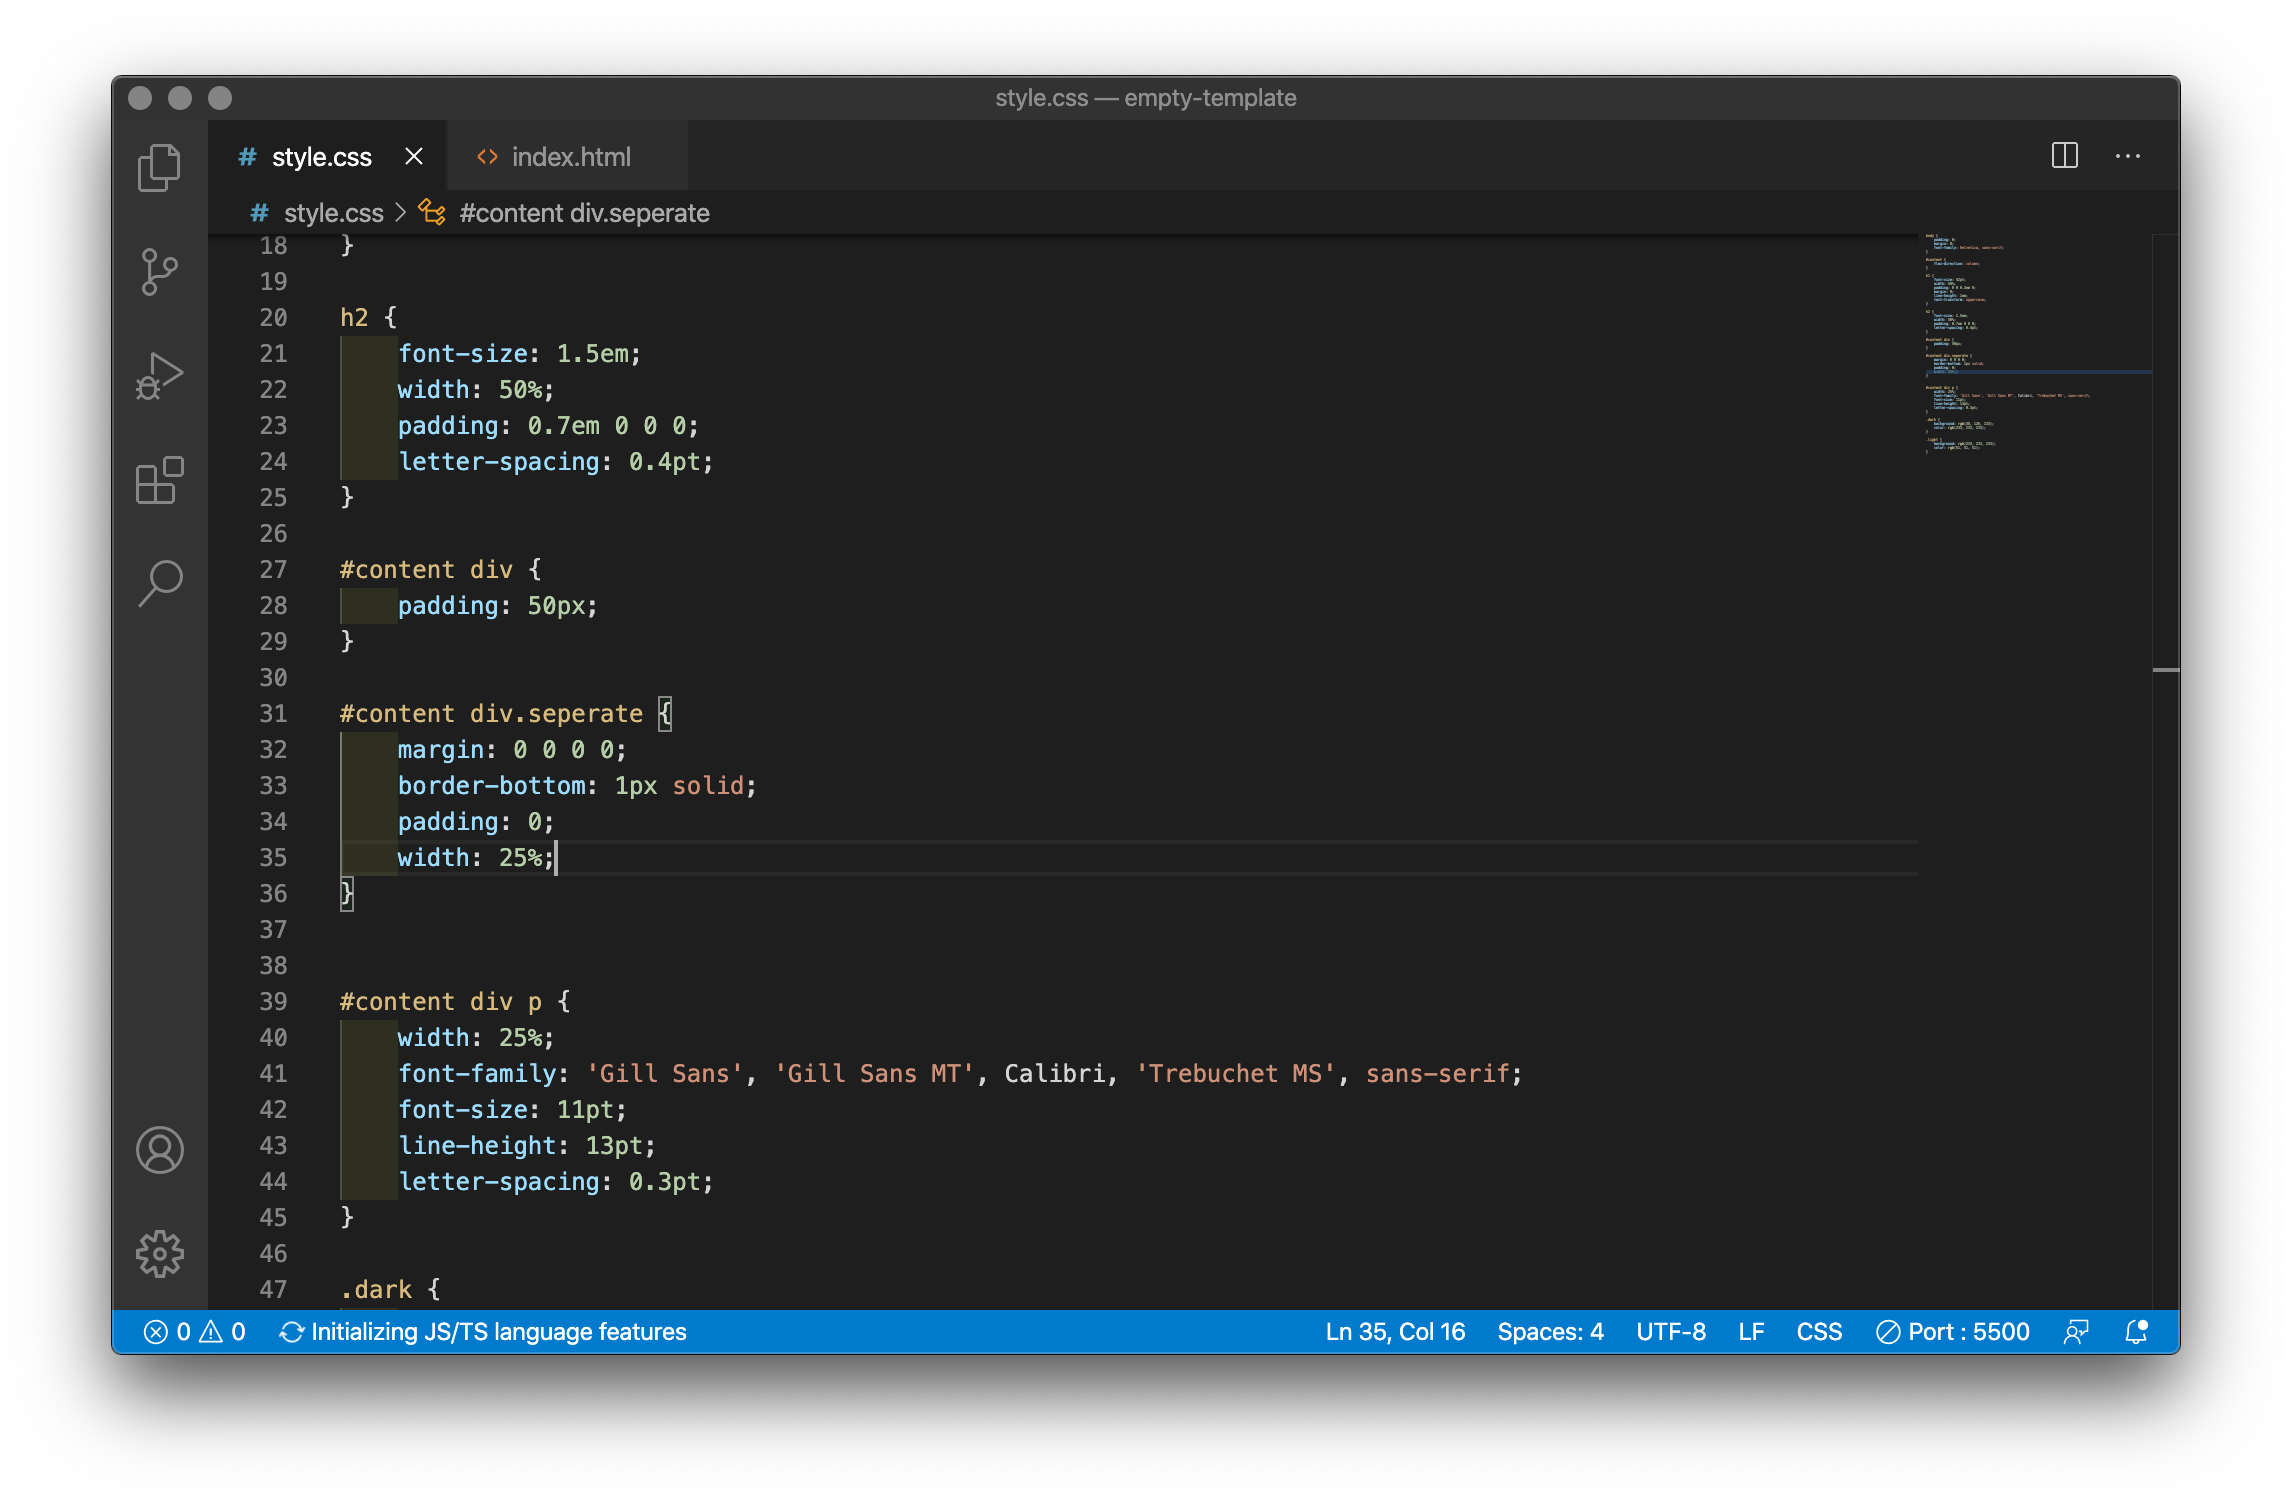 style.css — empty-template
# style.css
<> index.html
# style.css > #content div.seperate
18 }
19
20 h2 {
21 font-size: 1.5em;
22 width: 50%;
23 padding: 0.7em 0 0 0;
24 letter-spacing: 0.4pt;
25 }
26
27 #content div {
28 padding: 50px;
29 }
30
31 #content div.seperate {
32 margin: 0 0 0 0;
33 border-bottom: 1px solid;
34 padding: 0;
35 width: 25%;
36 }
37
38
39 #content div p {
40 width: 25%;
41 font-family: 'Gill Sans', 'Gill Sans MT', Calibri, 'Trebuchet MS', sans-serif;
42 font-size: 11pt;
43 line-height: 13pt;
44 letter-spacing: 0.3pt;
45 }
46
47 .dark {
0 0 Initializing JS/TS language features Ln 35, Col 16 Spaces: 4 UTF-8 LF CSS Port : 5500